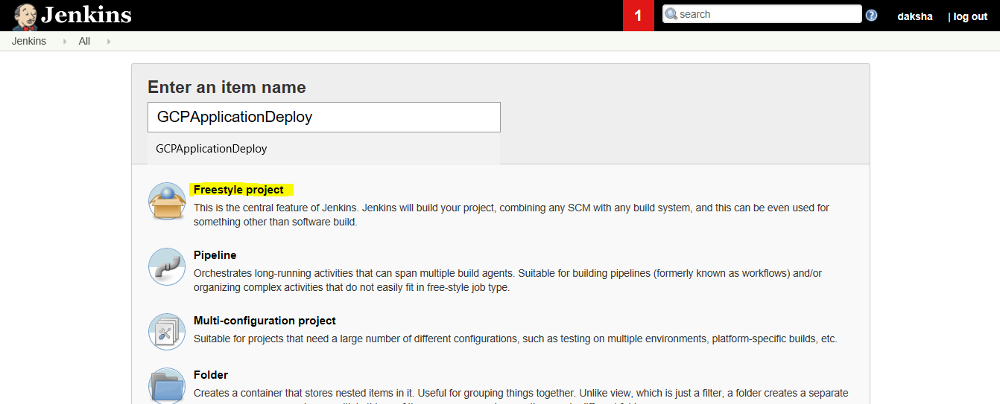 Jenkins
1
search
daksha
| log out
Jenkins
All
Enter an item name
GCPApplicationDeploy
GCPApplicationDeploy
Freestyle project
This is the central feature of Jenkins. Jenkins will build your project, combining any SCM with any build system, and this can be even used for
something other than software build.
Pipeline
Orchestrates long-running activities that can span multiple build agents. Suitable for building pipelines (formerly known as workflows) and/or
organizing complex activities that do not easily fit in free-style job type.
Multi-configuration project
Suitable for projects that need a large number of different configurations, such as testing on multiple environments, platform-specific builds, etc.
Folder
Creates a container that stores nested items in it. Useful for grouping things together. Unlike view, which is just a filter, a folder creates a separate